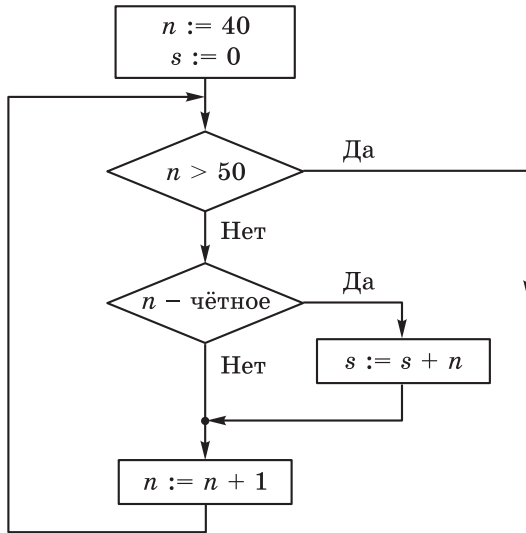 n := 40
s := 0
Да
n > 50
Нет
Да
n – чётное
Нет
s := s + n
n := n + 1